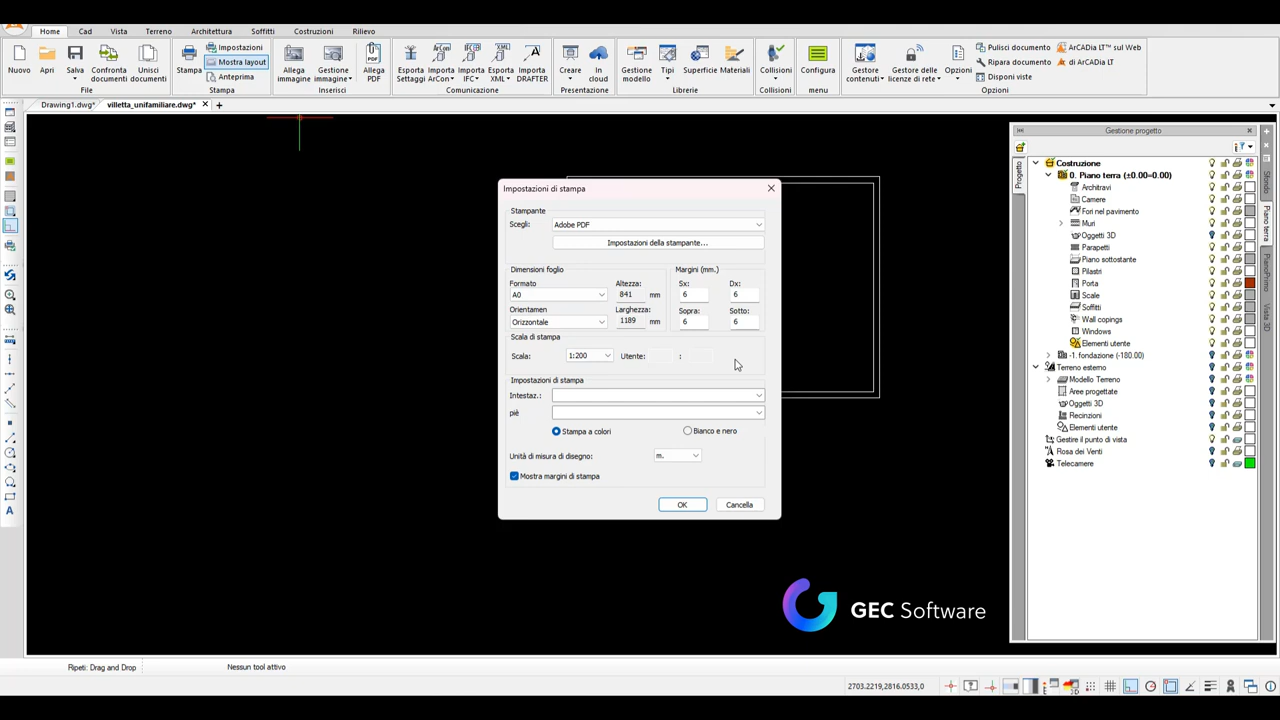 Home Cad Vista Terreno Architettura Soffitti Costruzioni Rilievo
Nuovo
Apri
Salva
Confronta documenti
Unisci documenti
File
Stampa
Impostazioni
Mostra layout
Anteprima
Stampa
Allega immagine
Gestione immagine
Allega PDF
Inserisci
Esporta Settaggi
Importa ArCon
Importa IFC
Esporta XML
Importa DRAFTER
Comunicazione
Creare
In cloud
Presentazione
Gestione modello
Tipi
Superficie
Materiali
Librerie
Collisioni
Collisioni
Configura
menu
Gestore contenuti
Gestore delle licenze di rete
Opzioni
Pulisci documento
Ripara documento
Disponi viste
ArCADia LT™ sul Web
di ArCADia LT
Opzioni
Drawing1.dwg* villetta_unifamiliare.dwg*
Impostazioni di stampa
Stampante
Scegli: Adobe PDF
Impostazioni della stampante...
Dimensioni foglio
Formato
A0
Altezza:
841 mm
Orientamen
Orizzontale
Larghezza:
1189 mm
Margini (mm.)
Sx: Dx:
6 6
Sopra: Sotto:
6 6
Scala di stampa
Scala: 1:200 Utente: :
Impostazioni di stampa
Intestaz.:
piè
Stampa a colori Bianco e nero
Unità di misura di disegno: m.
Mostra margini di stampa
OK Cancella
Gestione progetto
Progetto
Costruzione
0. Piano terra (±0.00=0.00)
Architravi
Camere
Fori nel pavimento
Muri
Oggetti 3D
Parapetti
Piano sottostante
Pilastri
Porta
Scale
Soffitti
Wall copings
Windows
Elementi utente
-1. fondazione (-180.00)
Terreno esterno
Modello Terreno
Aree progettate
Oggetti 3D
Recinzioni
Elementi utente
Gestire il punto di vista
Rosa dei Venti
Telecamere
Sfondo
Piano terra
PianoPrimo
Vista 3D
GEC Software
Ripeti: Drag and Drop Nessun tool attivo 2703.2219,2816.0533,0